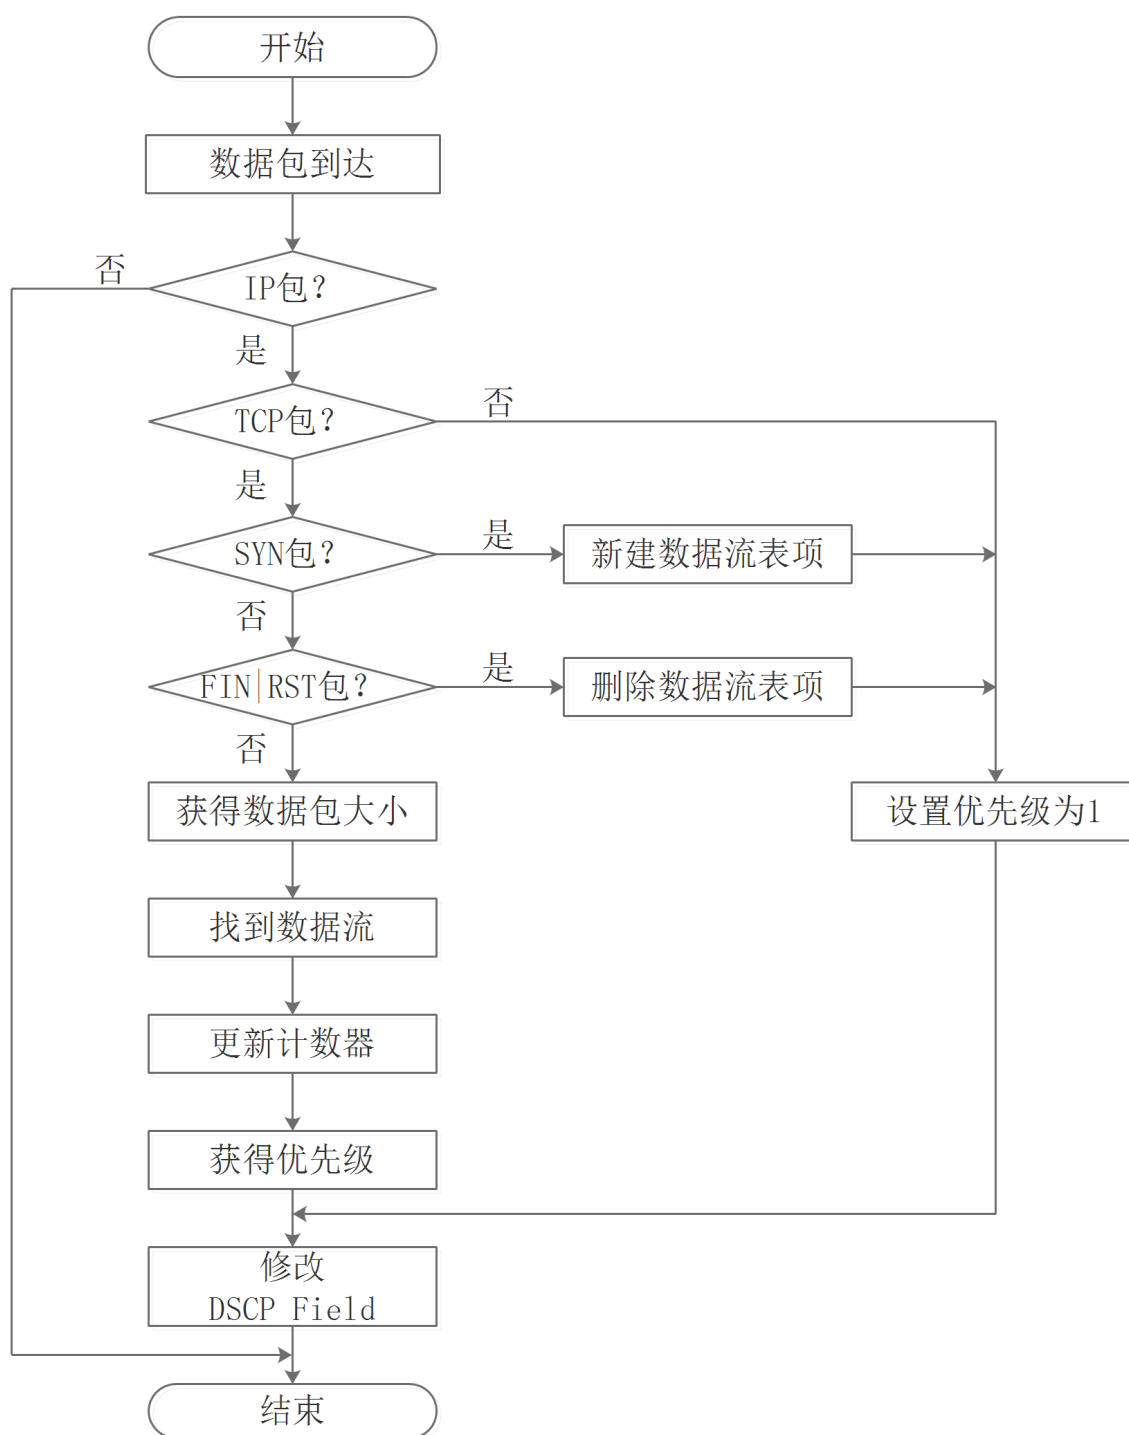 开始
数据包到达
否
IP包?
是
TCP包?
否
是
SYN包?
是
新建数据流表项
否
FIN|RST包?
是
删除数据流表项
否
获得数据包大小
设置优先级为1
找到数据流
更新计数器
获得优先级
修改
DSCP Field
结束